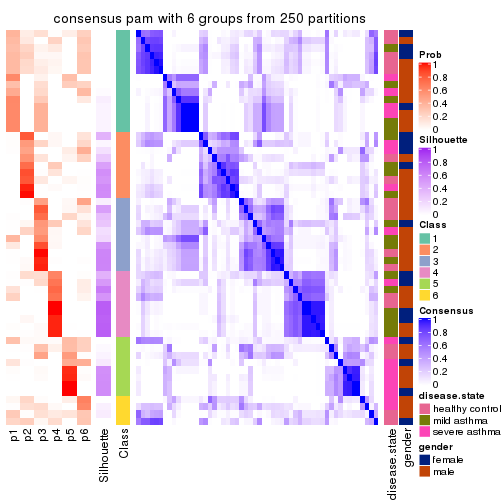 consensus pam with 6 groups from 250 partitions
Prob
1
0.8
0.6
0.4
0.2
0
Silhouette
1
0.8
0.6
0.4
0.2
0
Class
1
2
3
4
5
6
Consensus
1
0.8
0.6
0.4
0.2
0
disease.state
healthy control
mild asthma
severe asthma
gender
female
male
p1
p2
p3
p4
p5
p6
Silhouette
Class
disease.state
gender